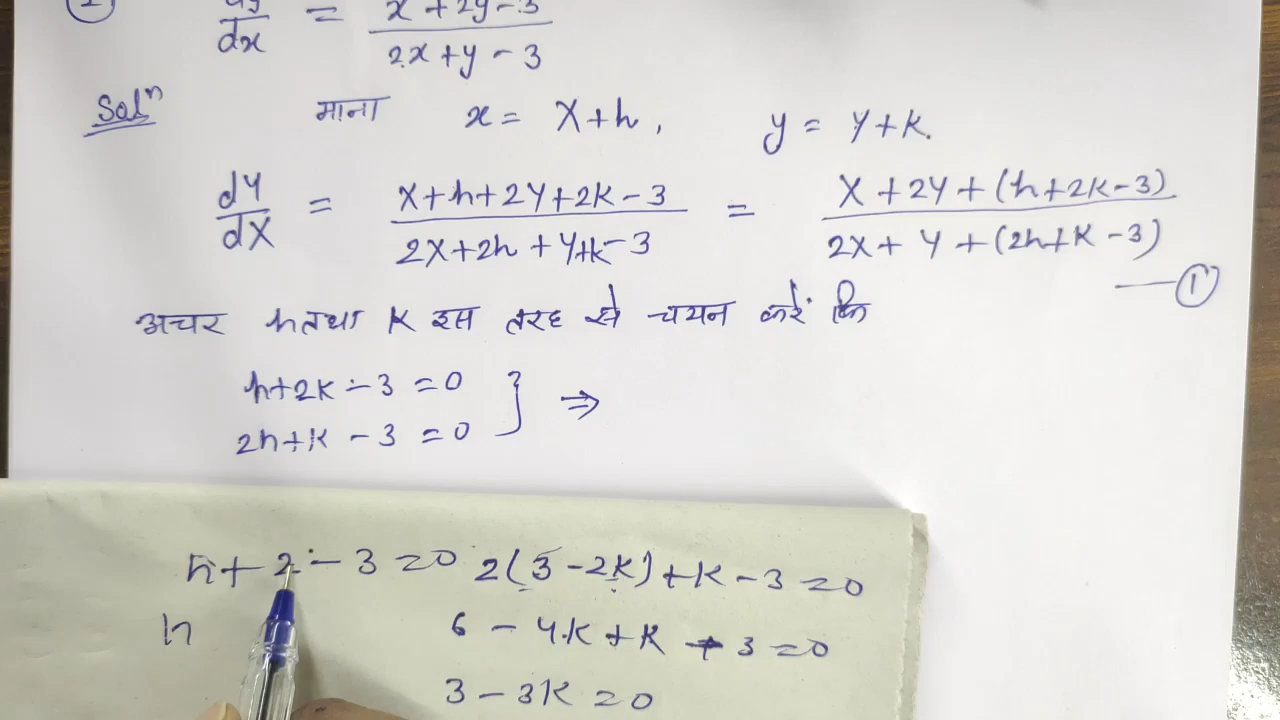 ② dy/dx = x+2y-3 / 2x+y-3
Solⁿ माना x = X+h, y = Y+k.
dY/dX = X+h+2Y+2k-3 / 2X+2h+Y+k-3 = X+2Y+(h+2k-3) / 2X+Y+(2h+k-3)
—①
अचर h तथा k इस तरह से चयन करें कि
h+2k-3 =0
2h+k-3 =0 } ⇒
h+2-3=0 2(3-2k)+k-3=0
h 6-4k+k-3=0
3-3k=0